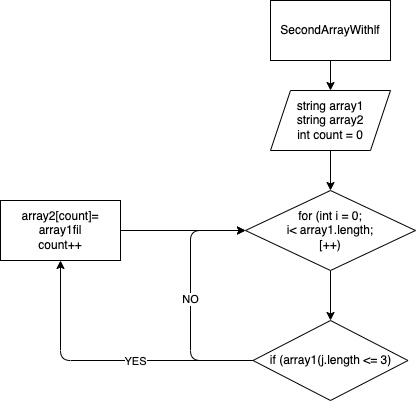 SecondArrayWithIf
string array1
string array2
int count = 0
for (int i = 0;
i< array1.length;
[++)
array2[count]=
array1fil
count++
NO
YES
if (array1(j.length <= 3)